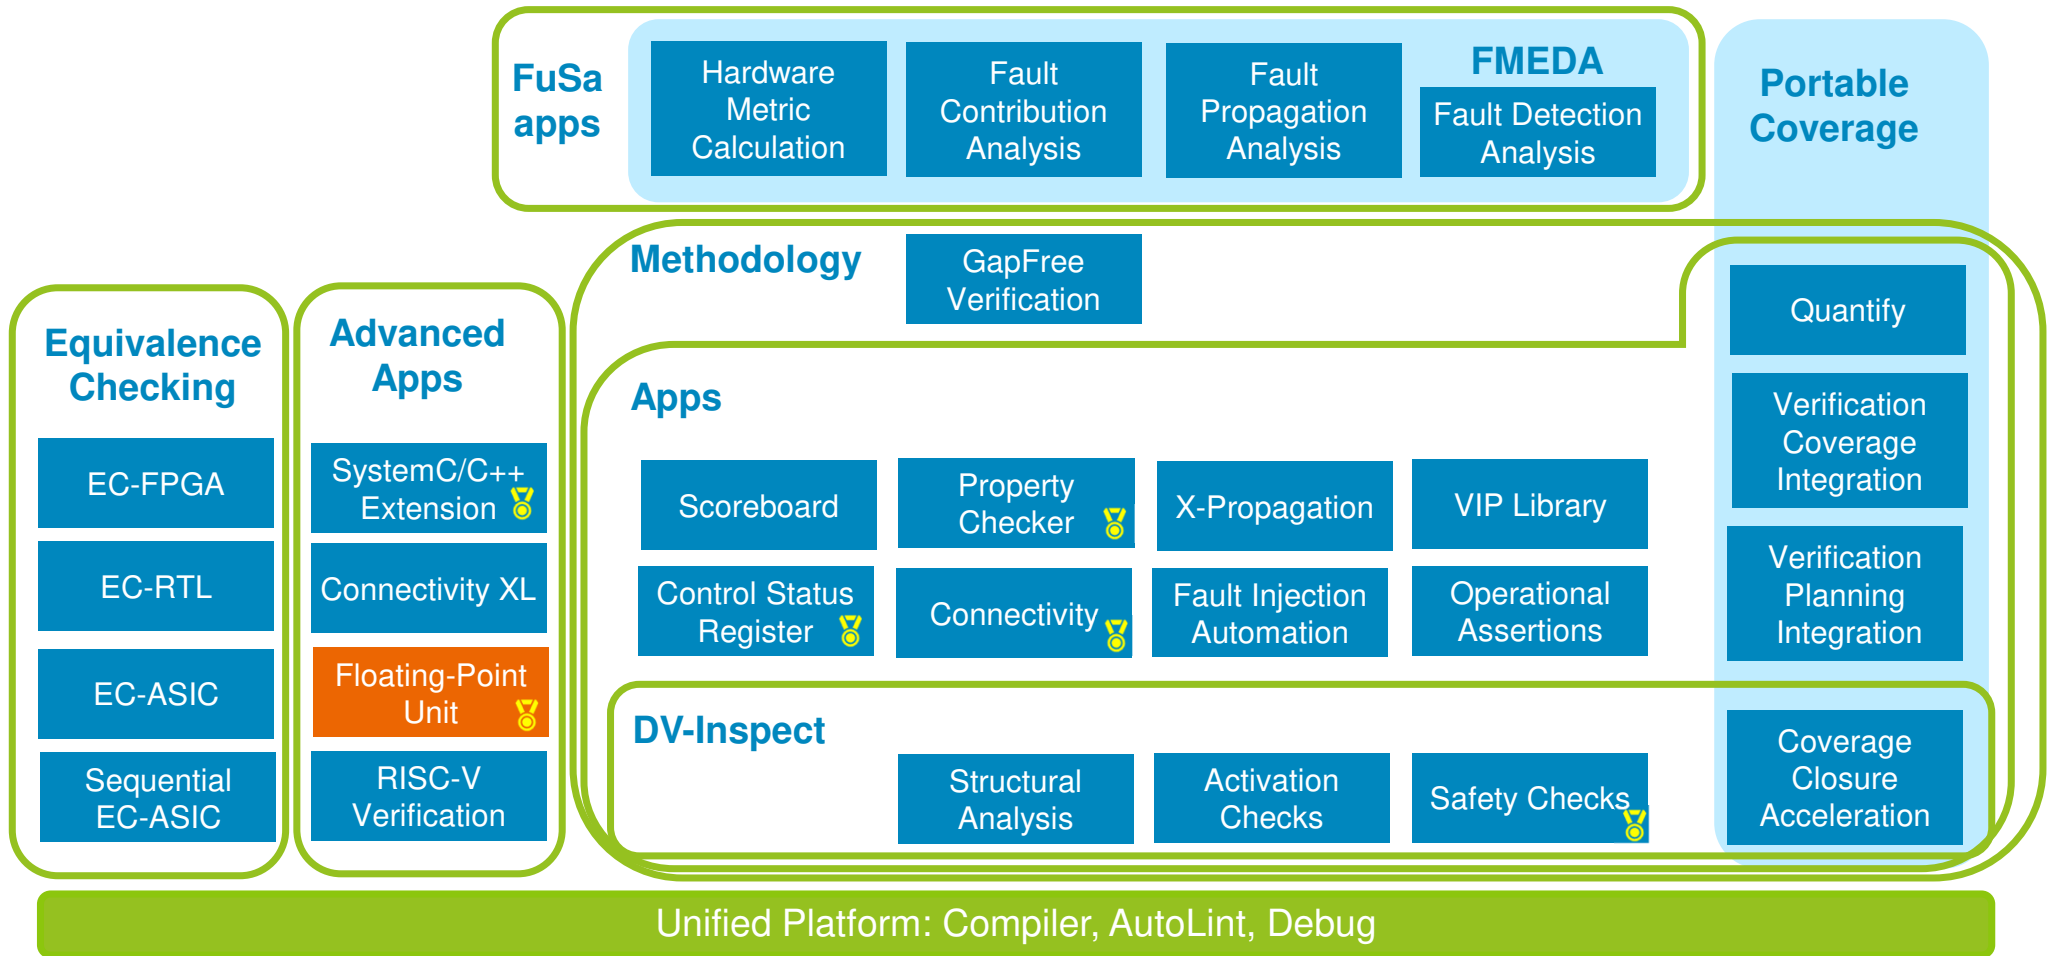 FuSa
apps
Hardware
Metric
Calculation
Fault
Contribution
Analysis
Fault
Propagation
Analysis
FMEDA
Fault Detection
Analysis
Portable
Coverage
Methodology
GapFree
Verification
Quantify
Verification
Coverage
Integration
Verification
Planning
Integration
Coverage
Closure
Acceleration
Equivalence
Checking
EC-FPGA
EC-RTL
EC-ASIC
Sequential
EC-ASIC
Advanced
Apps
SystemC/C++
Extension
Connectivity XL
Floating-Point
Unit
RISC-V
Verification
Apps
Scoreboard
Property
Checker
X-Propagation
VIP Library
Control Status
Register
Connectivity
Fault Injection
Automation
Operational
Assertions
DV-Inspect
Structural
Analysis
Activation
Checks
Safety Checks
Unified Platform: Compiler, AutoLint, Debug